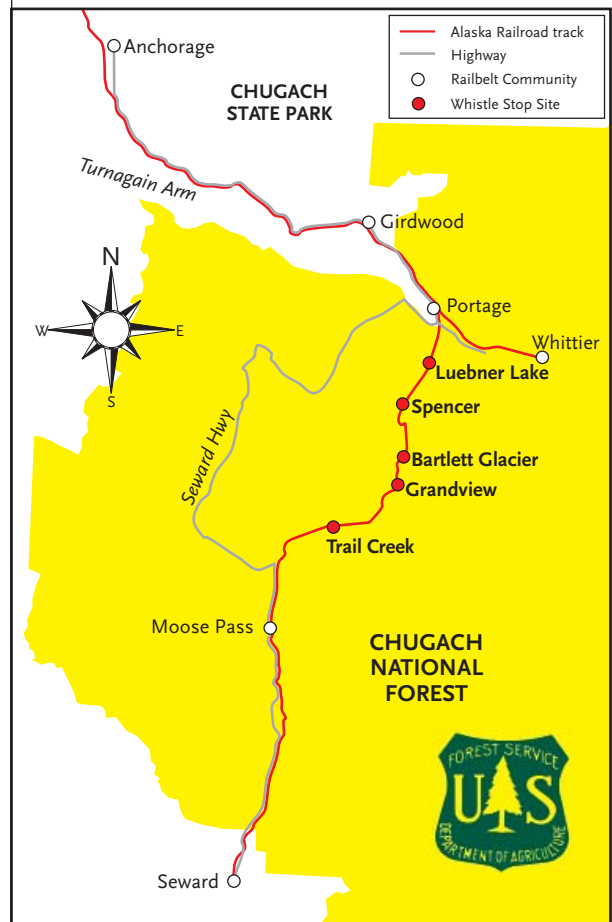 Alaska Railroad track
Highway
Railbelt Community
Whistle Stop Site
Anchorage
CHUGACH
STATE PARK
Turnagain Arm
Girdwood
N
W
E
S
Portage
Whittier
Luebner Lake
Spencer
Seward Hwy
Bartlett Glacier
Grandview
Trail Creek
Moose Pass
CHUGACH
NATIONAL
FOREST
FOREST SERVICE
U S
DEPARTMENT OF AGRICULTURE
Seward